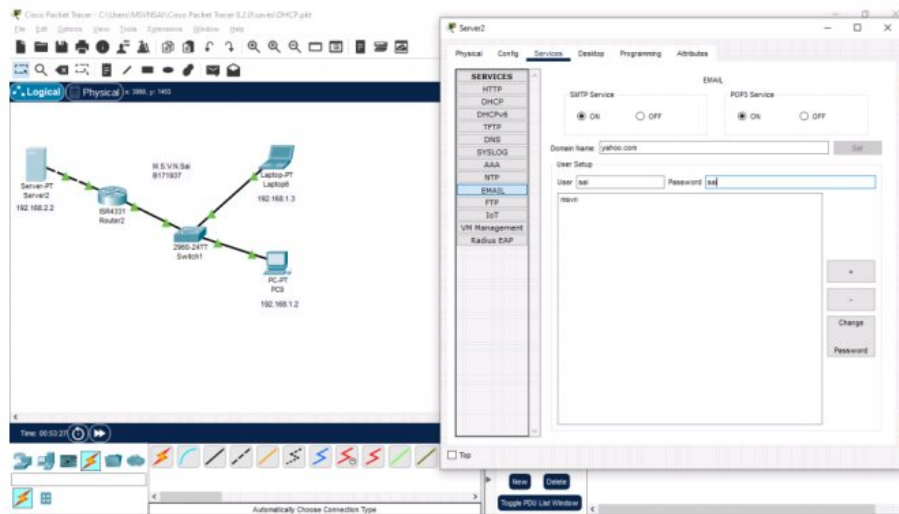 Cisco Packet Tracer - C:\Users\MSVNSAI\Cisco Packet Tracer 8.2.0\saves\DHCP.pkt
File Edit Options View Tools Extensions Window Help
Logical Physical x: 3866, y: 1493
Server-PT
Server2
192.168.2.2
ISR4331
Router2
M.S.V.N.Sai
B171937
2960-24TT
Switch1
Laptop-PT
Laptop6
192.168.1.3
PC-PT
PC9
192.168.1.2
Time: 00:53:27
Automatically Choose Connection Type
New Delete
Toggle PDU List Window
Server2
Physical Config Services Desktop Programming Attributes
SERVICES
HTTP
DHCP
DHCPv6
TFTP
DNS
SYSLOG
AAA
NTP
EMAIL
FTP
IoT
VM Management
Radius EAP
EMAIL
SMTP Service
ON OFF
POP3 Service
ON OFF
Domain Name: yahoo.com Set
User Setup
User sai Password sai
msvn
+
-
Change
Password
Top